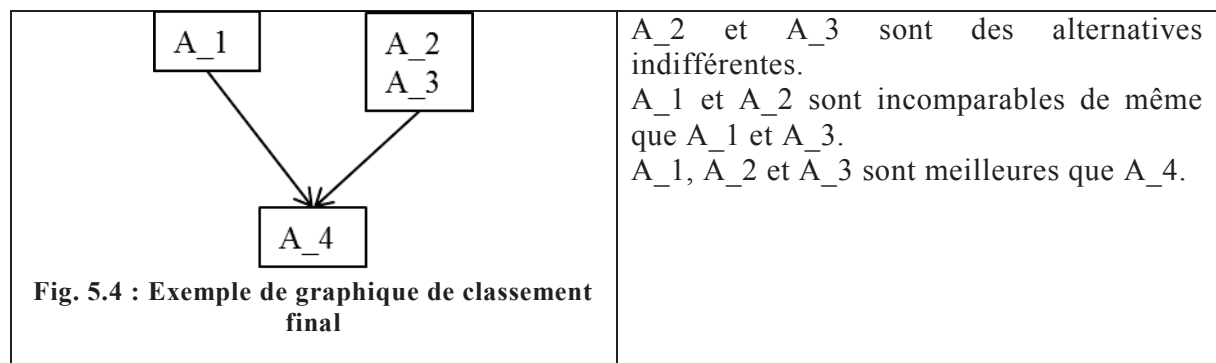 A_1
A_2
A_3
A_4
Fig. 5.4 : Exemple de graphique de classement
final
A_2 et A_3 sont des alternatives
indifférentes.
A_1 et A_2 sont incomparables de même
que A_1 et A_3.
A_1, A_2 et A_3 sont meilleures que A_4.